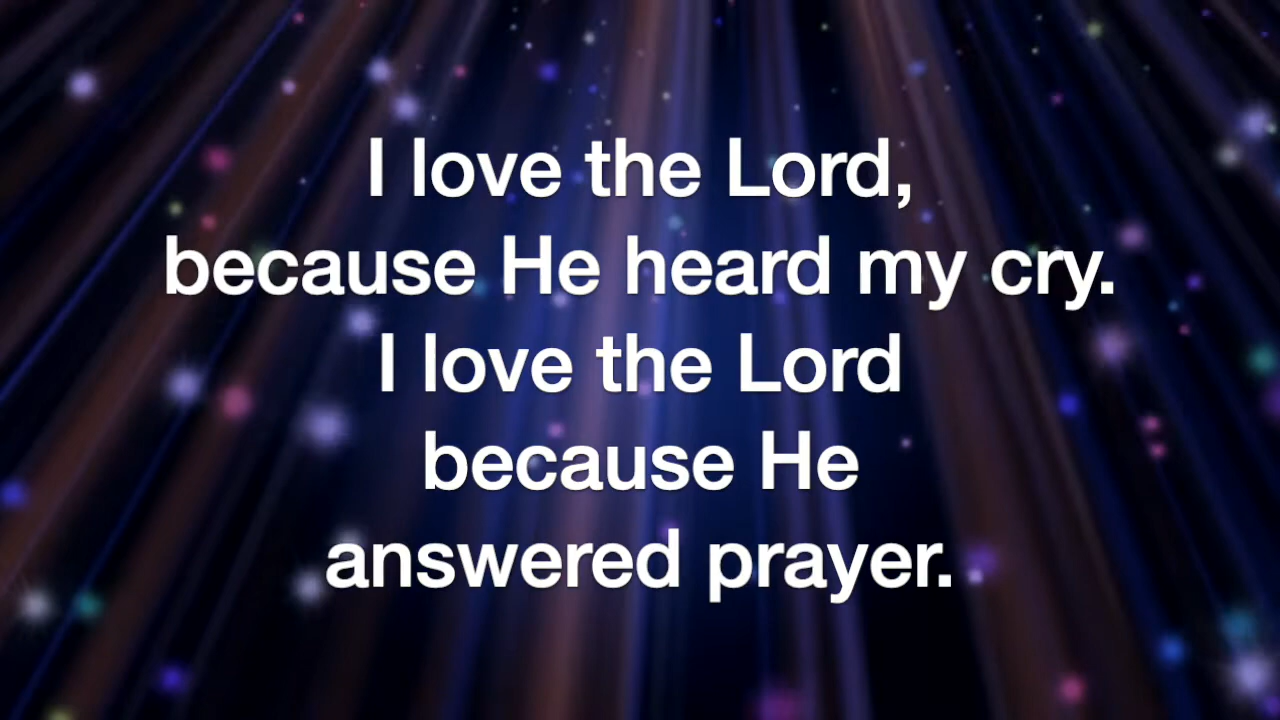 I love the Lord,
because He heard my cry.
I love the Lord
because He
answered prayer.